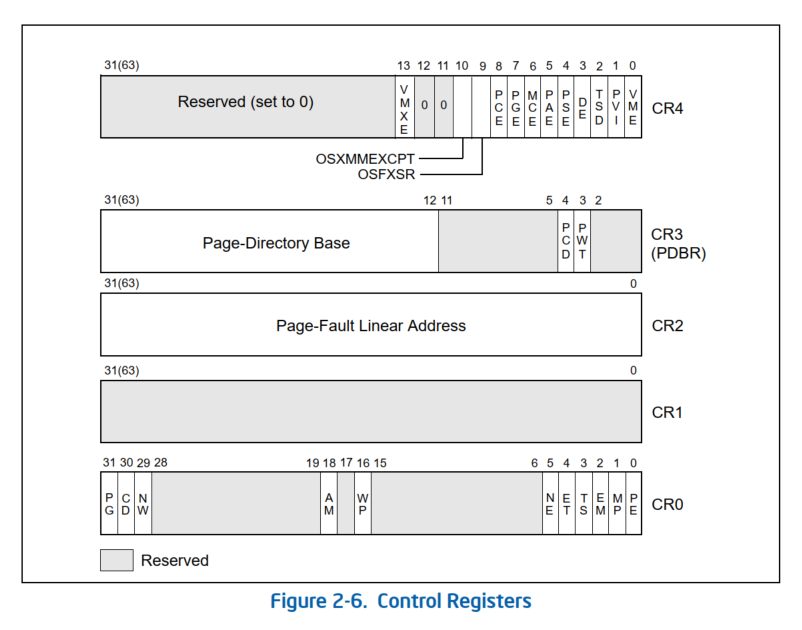 31(63) 13 12 11 10 9 8 7 6 5 4 3 2 1 0
Reserved (set to 0) VMXE 0 0 PCE PGE MCE PAE PSE DE TSD PVI VME CR4
OSXMMEXCPT
OSFXSR
31(63) 12 11 5 4 3 2
Page-Directory Base PCD PWT CR3
(PDBR)
31(63) 0
Page-Fault Linear Address CR2
31(63) 0
CR1
31 30 29 28 19 18 17 16 15 6 5 4 3 2 1 0
PG CD NW AM WP NE ET TS EM MP PE CR0
Reserved
Figure 2-6. Control Registers